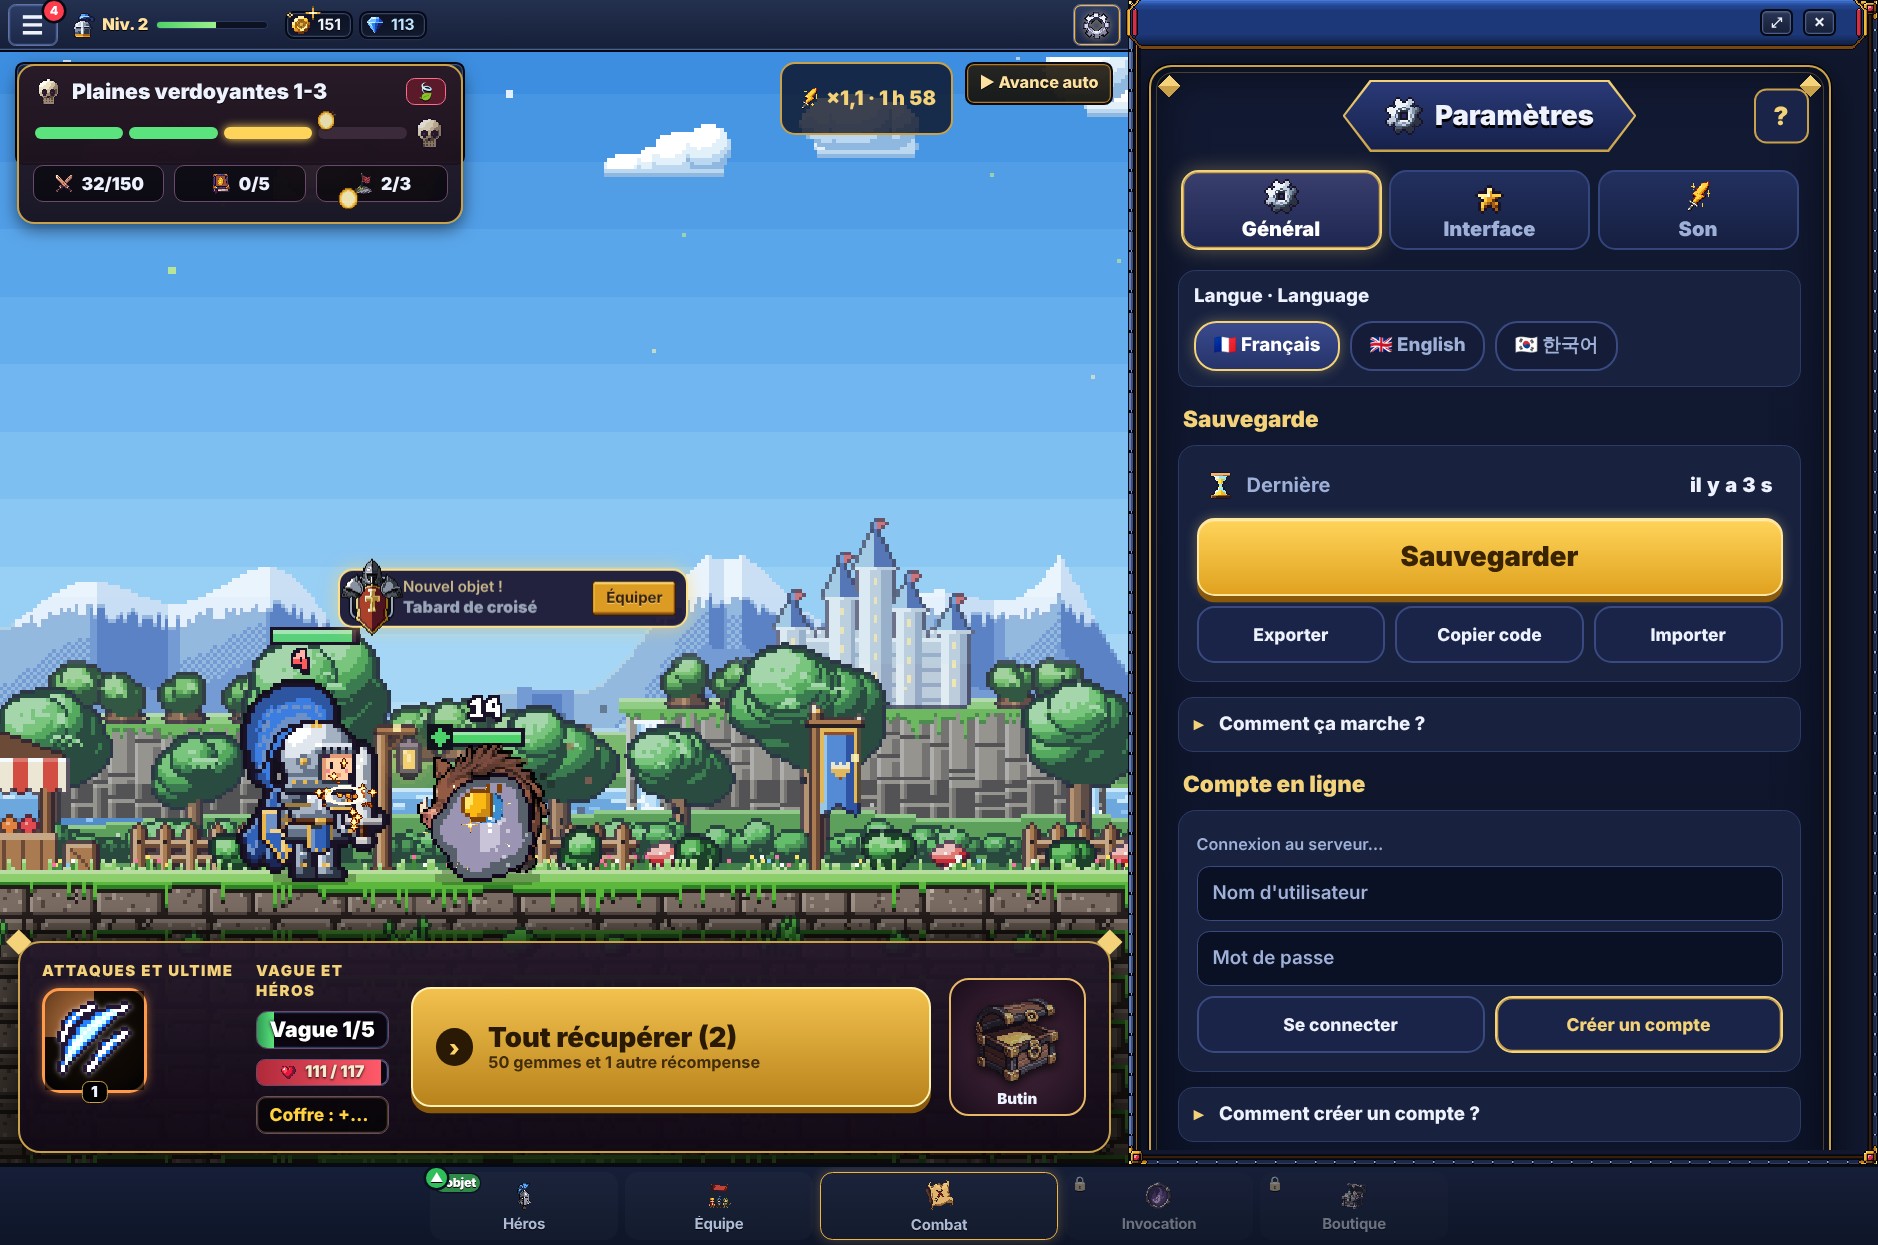 4
Niv. 2
151
113
Plaines verdoyantes 1-3
32/150
0/5
2/3
×1,1 · 1 h 58
▶ Avance auto
Nouvel objet !
Tabard de croisé
Équiper
4
14
ATTAQUES ET ULTIME
1
VAGUE ET
HÉROS
Vague 1/5
111 / 117
Coffre : +...
Tout récupérer (2)
50 gemmes et 1 autre récompense
Butin
objet
Héros
Équipe
Combat
Invocation
Boutique
Paramètres
?
Général
Interface
Son
Langue · Language
Français
English
한국어
Sauvegarde
Dernière
il y a 3 s
Sauvegarder
Exporter
Copier code
Importer
Comment ça marche ?
Compte en ligne
Connexion au serveur...
Nom d'utilisateur
Mot de passe
Se connecter
Créer un compte
Comment créer un compte ?